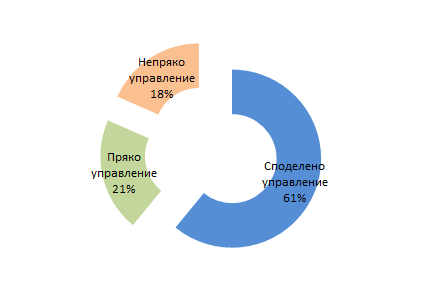 Непряко
управление
18%
Споделено
управление
61%
Пряко
управление
21%